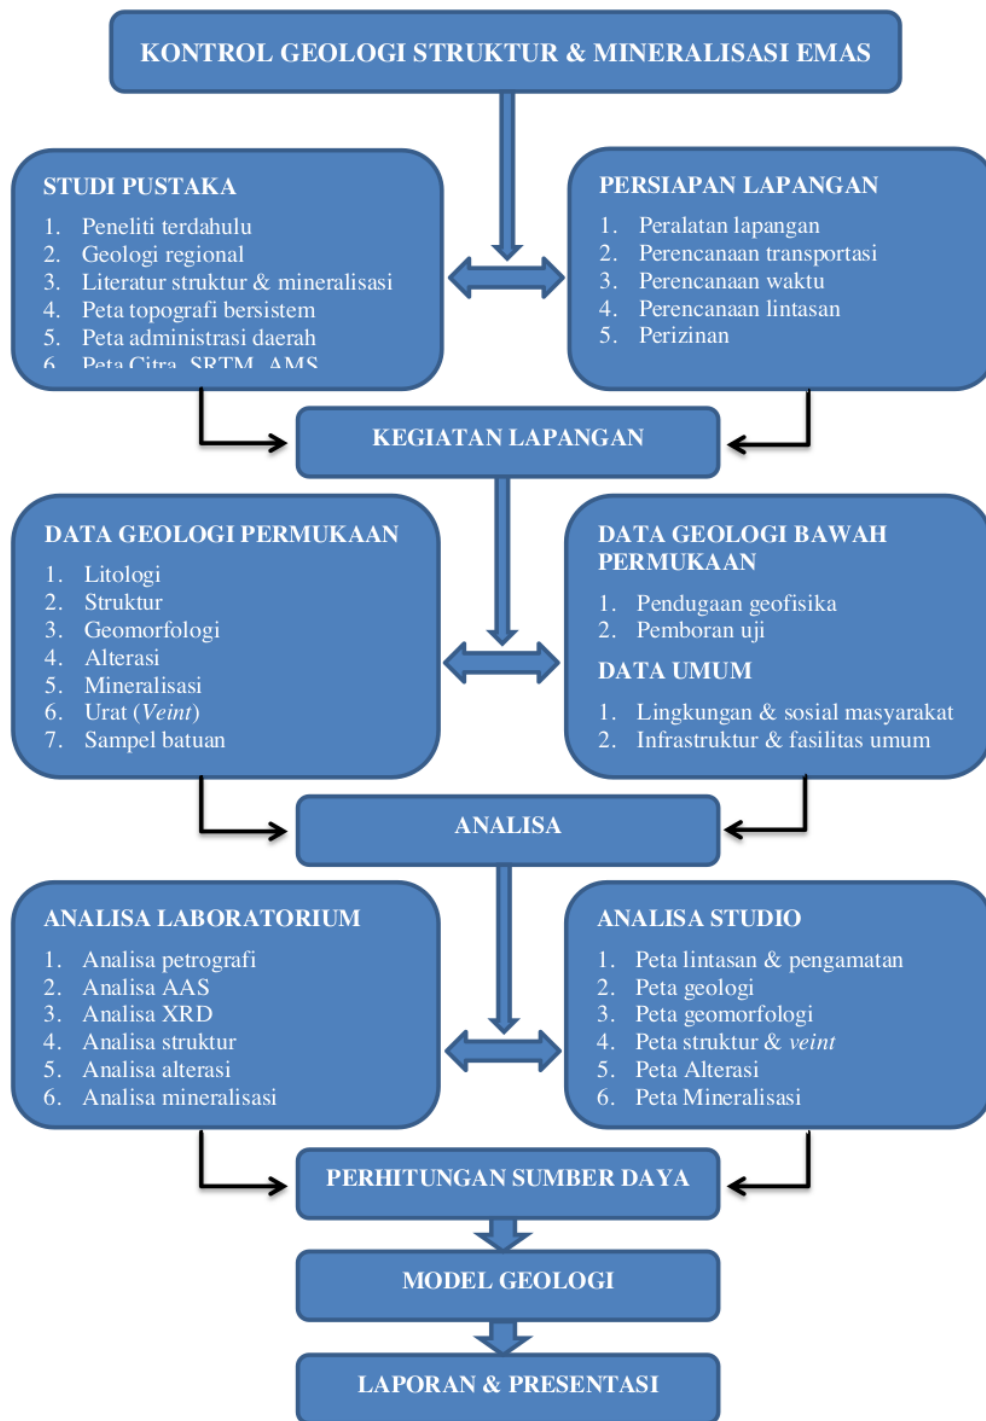 KONTROL GEOLOGI STRUKTUR & MINERALISASI EMAS
STUDI PUSTAKA
1. Peneliti terdahulu
2. Geologi regional
3. Literatur struktur & mineralisasi
4. Peta topografi bersistem
5. Peta administrasi daerah
6. Peta Citra, SRTM, AMS
PERSIAPAN LAPANGAN
1. Peralatan lapangan
2. Perencanaan transportasi
3. Perencanaan waktu
4. Perencanaan lintasan
5. Perizinan
KEGIATAN LAPANGAN
DATA GEOLOGI PERMUKAAN
1. Litologi
2. Struktur
3. Geomorfologi
4. Alterasi
5. Mineralisasi
6. Urat (Veint)
7. Sampel batuan
DATA GEOLOGI BAWAH
PERMUKAAN
1. Pendugaan geofisika
2. Pemboran uji
DATA UMUM
1. Lingkungan & sosial masyarakat
2. Infrastruktur & fasilitas umum
ANALISA
ANALISA LABORATORIUM
1. Analisa petrografi
2. Analisa AAS
3. Analisa XRD
4. Analisa struktur
5. Analisa alterasi
6. Analisa mineralisasi
ANALISA STUDIO
1. Peta lintasan & pengamatan
2. Peta geologi
3. Peta geomorfologi
4. Peta struktur & veint
5. Peta Alterasi
6. Peta Mineralisasi
PERHITUNGAN SUMBER DAYA
MODEL GEOLOGI
LAPORAN & PRESENTASI